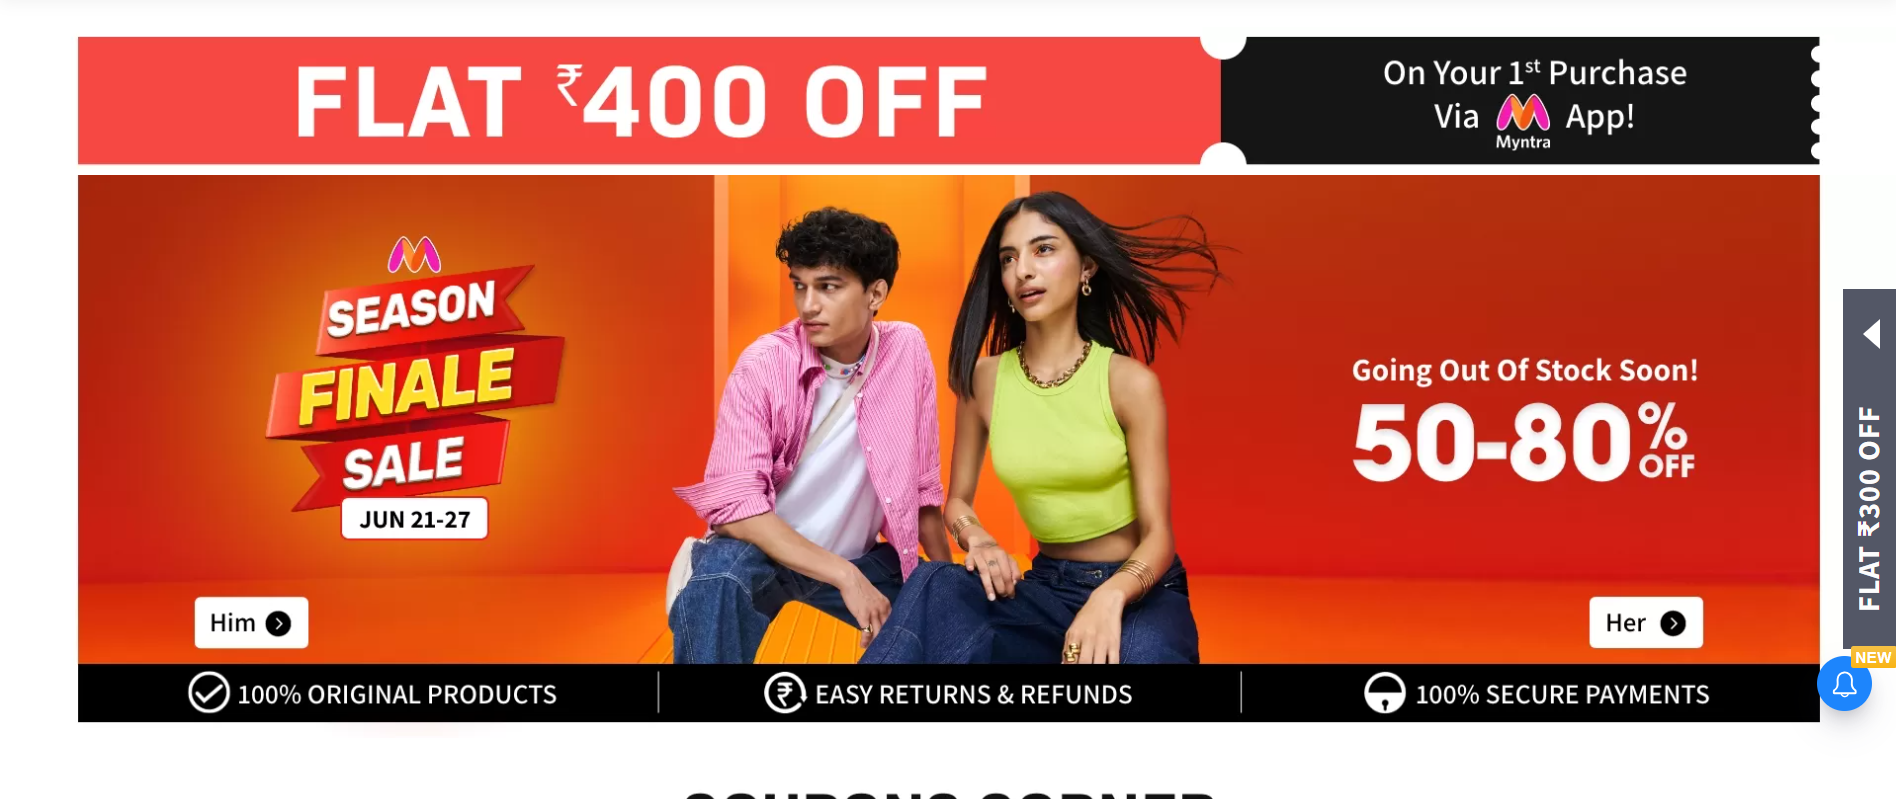 FLAT ₹400 OFF
On Your 1st Purchase
Via Myntra App!
SEASON
FINALE
SALE
JUN 21-27
Going Out Of Stock Soon!
50-80% OFF
Him
Her
100% ORIGINAL PRODUCTS
EASY RETURNS & REFUNDS
100% SECURE PAYMENTS
FLAT ₹300 OFF
NEW
COUPONS CORNER